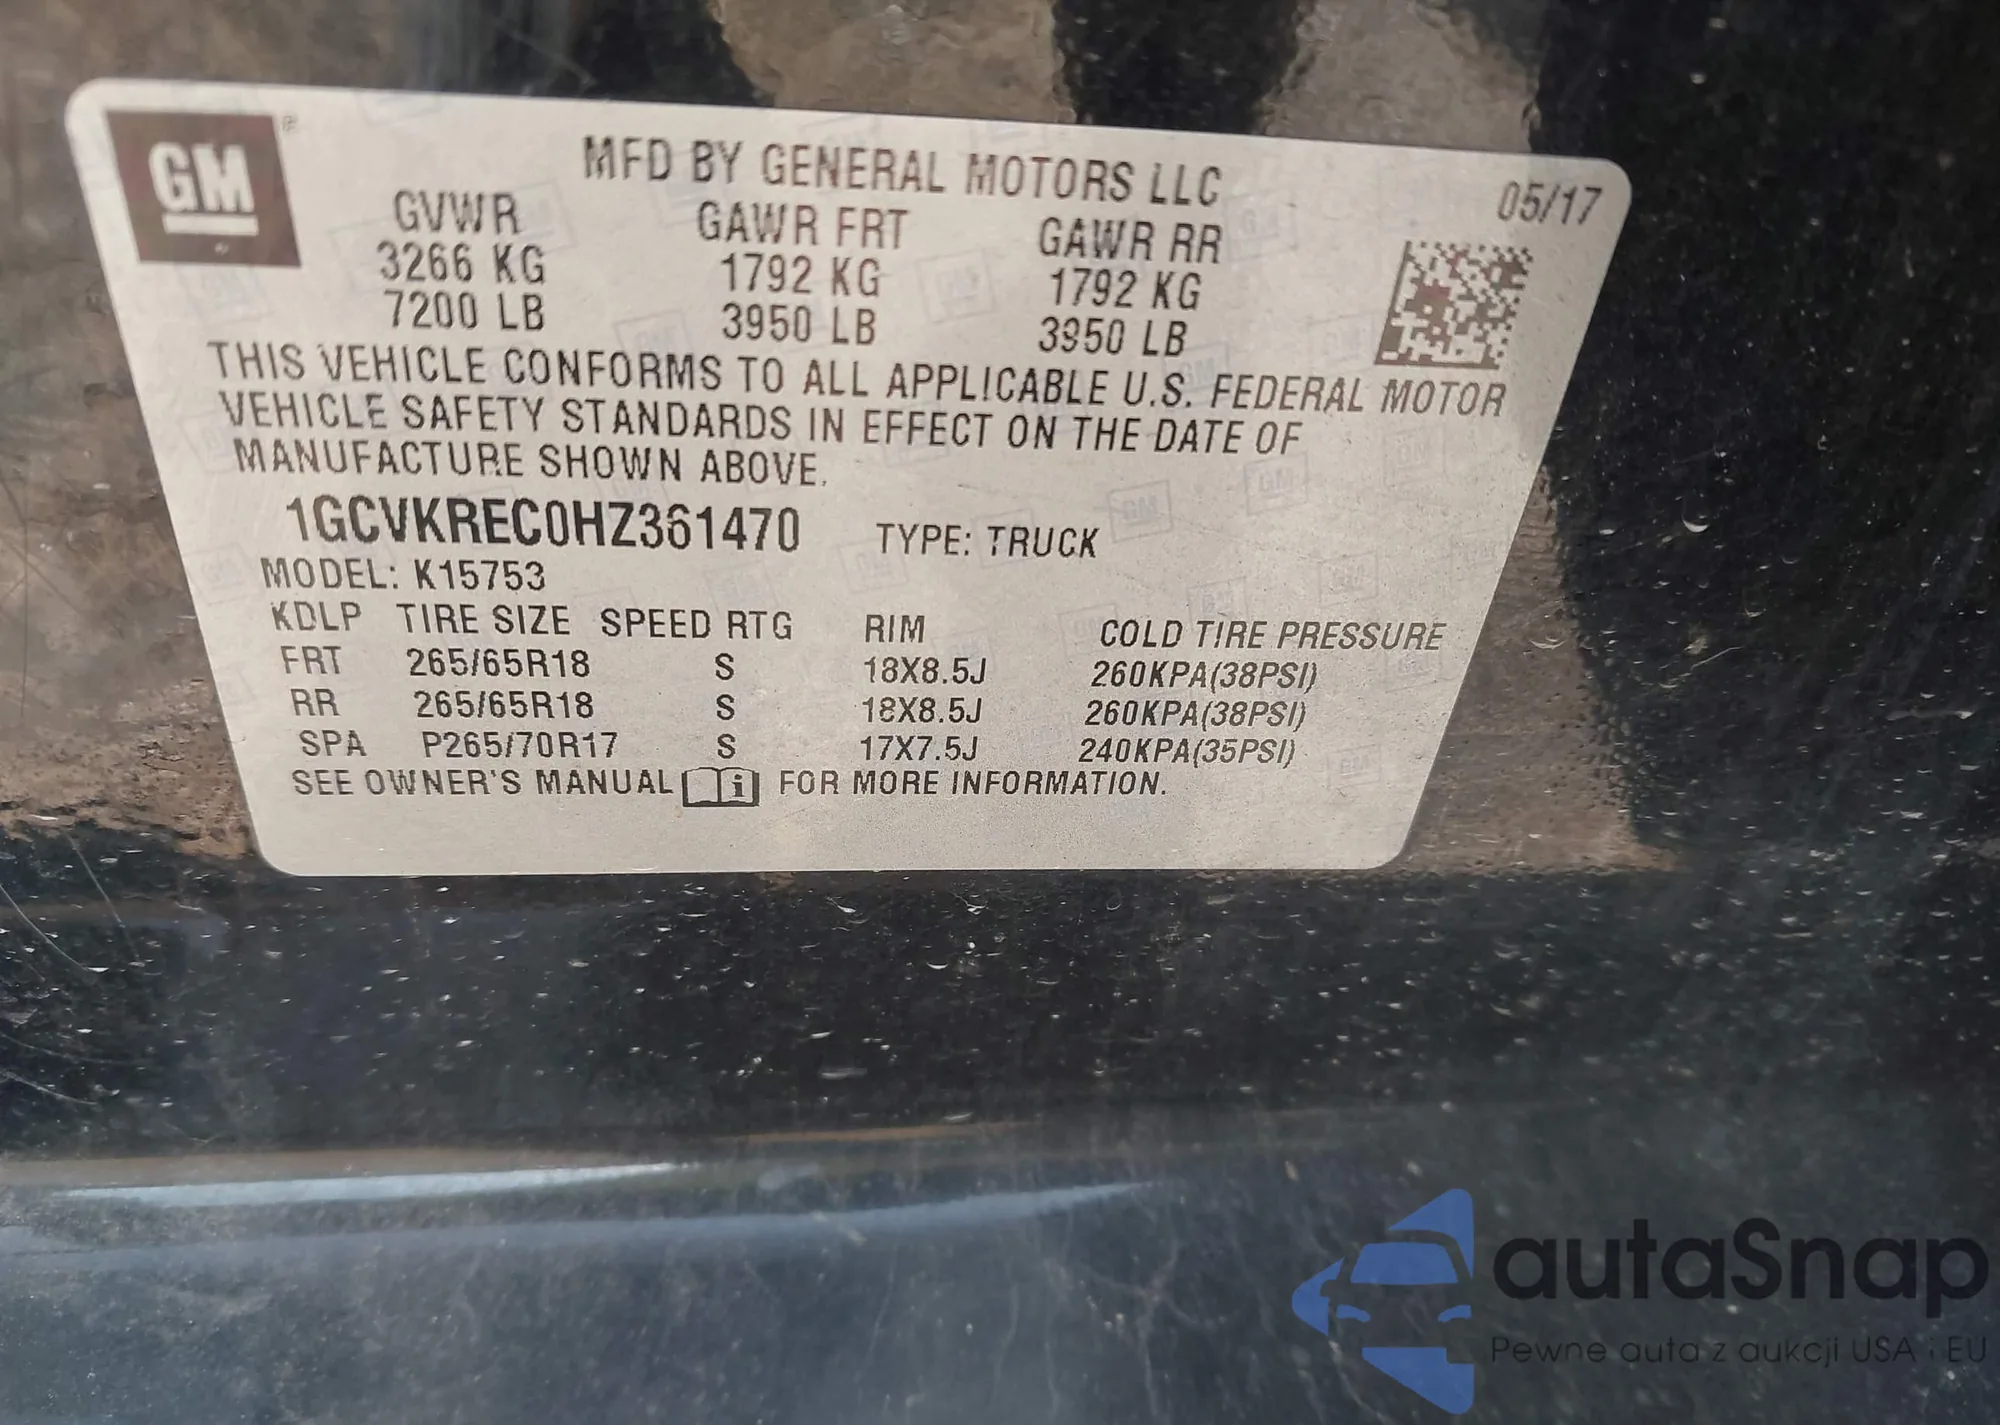 GM
MFD BY GENERAL MOTORS LLC
05/17
GVWR GAWR FRT GAWR RR
3266 KG 1792 KG 1792 KG
7200 LB 3950 LB 3950 LB
THIS VEHICLE CONFORMS TO ALL APPLICABLE U.S. FEDERAL MOTOR
VEHICLE SAFETY STANDARDS IN EFFECT ON THE DATE OF
MANUFACTURE SHOWN ABOVE.
1GCVKREC0HZ361470 TYPE: TRUCK
MODEL: K15753
KDLP TIRE SIZE SPEED RTG RIM COLD TIRE PRESSURE
FRT 265/65R18 S 18X8.5J 260KPA(38PSI)
RR 265/65R18 S 18X8.5J 260KPA(38PSI)
SPA P265/70R17 S 17X7.5J 240KPA(35PSI)
SEE OWNER'S MANUAL FOR MORE INFORMATION.
autaSnap
Pewne auta z aukcji USA i EU